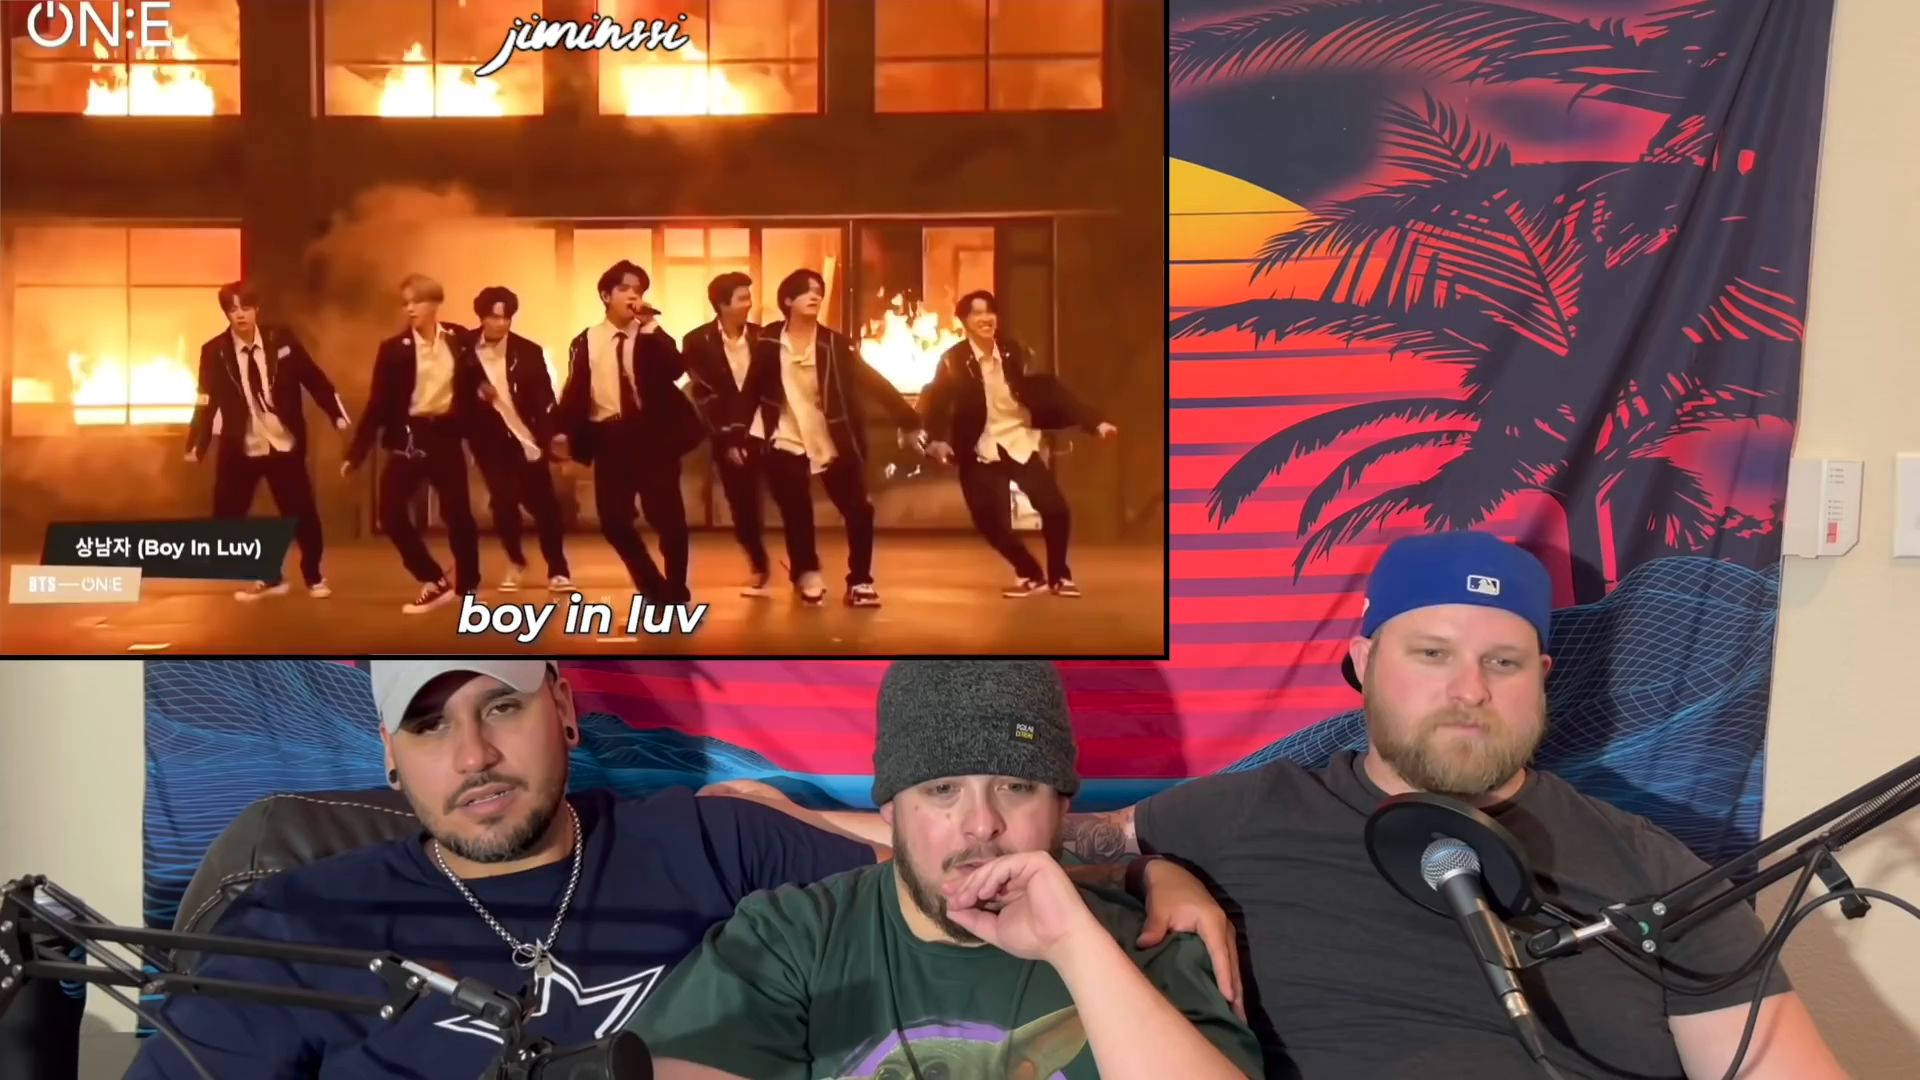 ON:E
jiminssi
상남자 (Boy In Luv)
BTS—ON:E
boy in luv